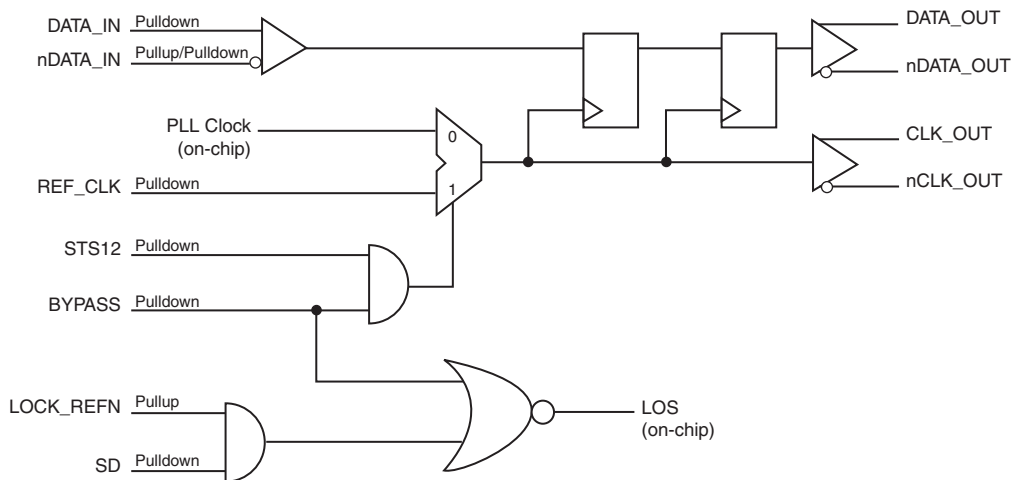 DATA_IN Pulldown
nDATA_IN Pullup/Pulldown
DATA_OUT
nDATA_OUT
PLL Clock
(on-chip)
0
REF_CLK Pulldown
1
CLK_OUT
nCLK_OUT
STS12 Pulldown
BYPASS Pulldown
LOCK_REFN Pullup
SD Pulldown
LOS
(on-chip)